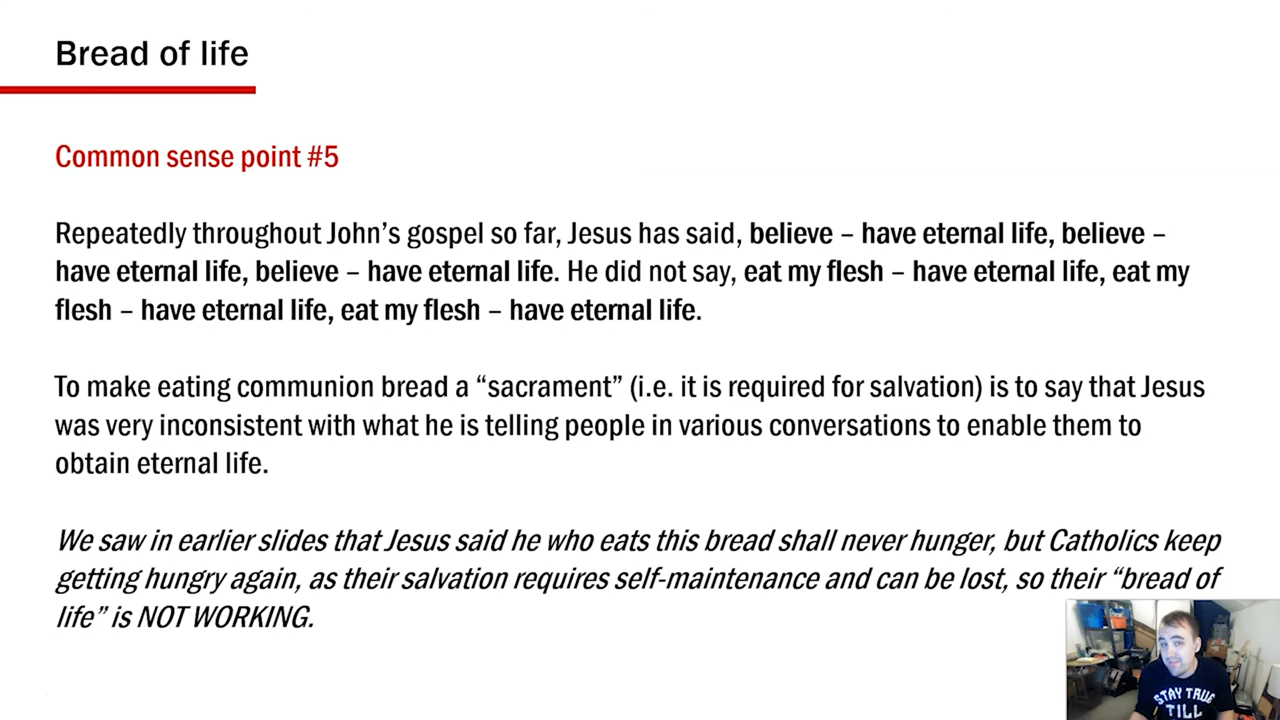 Bread of life
Common sense point #5
Repeatedly throughout John’s gospel so far, Jesus has said, believe – have eternal life, believe –
have eternal life, believe – have eternal life. He did not say, eat my flesh – have eternal life, eat my
flesh – have eternal life, eat my flesh – have eternal life.
To make eating communion bread a “sacrament” (i.e. it is required for salvation) is to say that Jesus
was very inconsistent with what he is telling people in various conversations to enable them to
obtain eternal life.
We saw in earlier slides that Jesus said he who eats this bread shall never hunger, but Catholics keep
getting hungry again, as their salvation requires self-maintenance and can be lost, so their “bread of
life” is NOT WORKING.
STAY TRUE
TILL